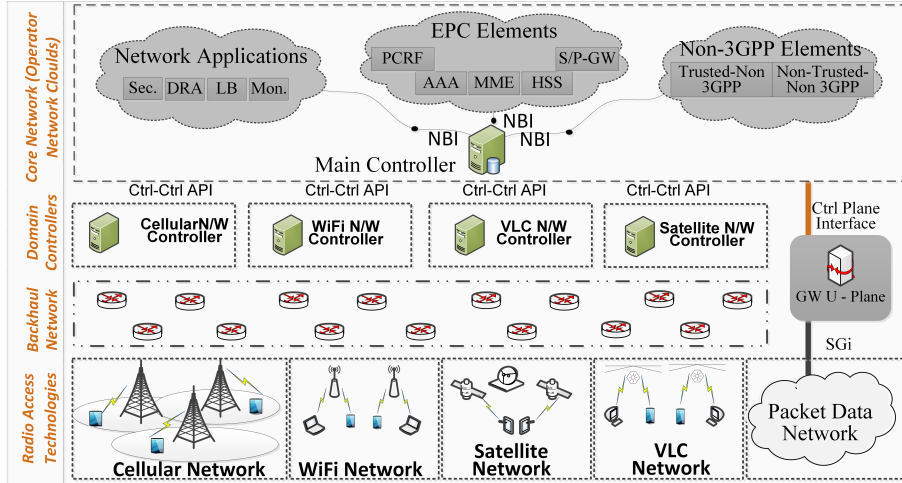 Core Network (Operator
Network Cloulds)
Network Applications
Sec.
DRA
LB
Mon.
EPC Elements
PCRF
S/P-GW
AAA
MME
HSS
Non-3GPP Elements
Trusted-Non
3GPP
Non-Trusted-
Non 3GPP
NBI
NBI
NBI
Main Controller
Domain
Controllers
Ctrl-Ctrl API
Ctrl-Ctrl API
Ctrl-Ctrl API
Ctrl-Ctrl API
CellularN/W
Controller
WiFi N/W
Controller
VLC N/W
Controller
Satellite N/W
Controller
Ctrl Plane
Interface
GW U - Plane
SGi
Backhaul
Network
Radio Access
Technologies
Cellular Network
WiFi Network
Satellite
Network
VLC
Network
Packet Data
Network